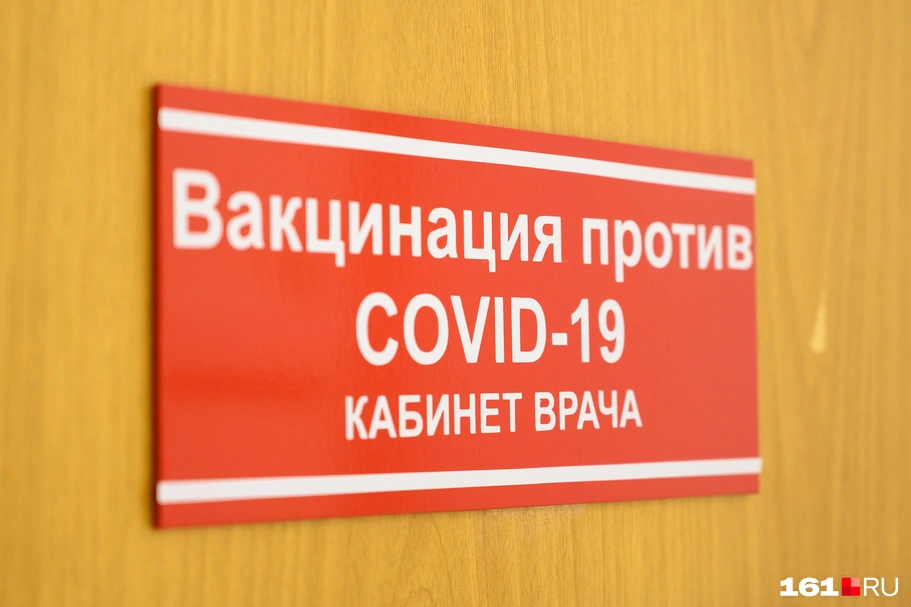 Вакцинация против
COVID-19
КАБИНЕТ ВРАЧА
161.RU